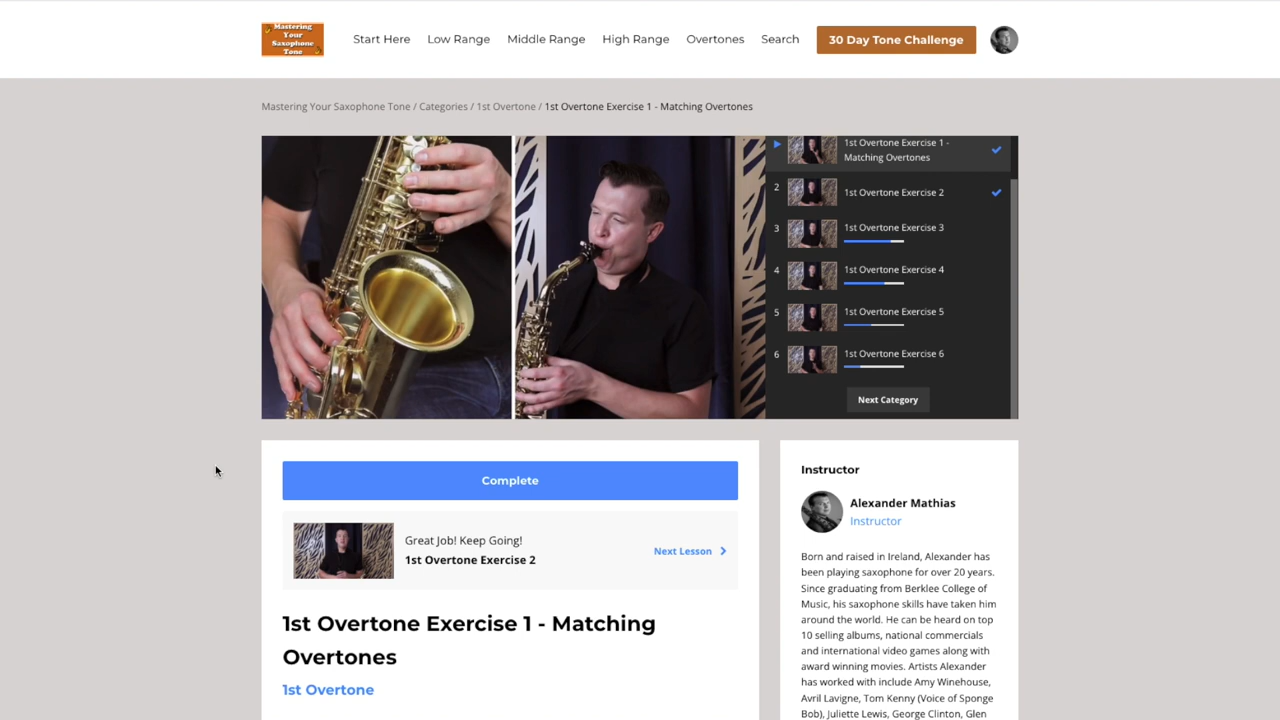 Mastering
Your
Saxophone
Tone
Start Here
Low Range
Middle Range
High Range
Overtones
Search
30 Day Tone Challenge
Mastering Your Saxophone Tone / Categories / 1st Overtone / 1st Overtone Exercise 1 - Matching Overtones
1st Overtone Exercise 1 -
Matching Overtones
2
1st Overtone Exercise 2
3
1st Overtone Exercise 3
4
1st Overtone Exercise 4
5
1st Overtone Exercise 5
6
1st Overtone Exercise 6
Next Category
Complete
Great Job! Keep Going!
1st Overtone Exercise 2
Next Lesson
1st Overtone Exercise 1 - Matching
Overtones
1st Overtone
Instructor
Alexander Mathias
Instructor
Born and raised in Ireland, Alexander has
been playing saxophone for over 20 years.
Since graduating from Berklee College of
Music, his saxophone skills have taken him
around the world. He can be heard on top
10 selling albums, national commercials
and international video games along with
award winning movies. Artists Alexander
has worked with include Amy Winehouse,
Avril Lavigne, Tom Kenny (Voice of Sponge
Bob), Juliette Lewis, George Clinton, Glen